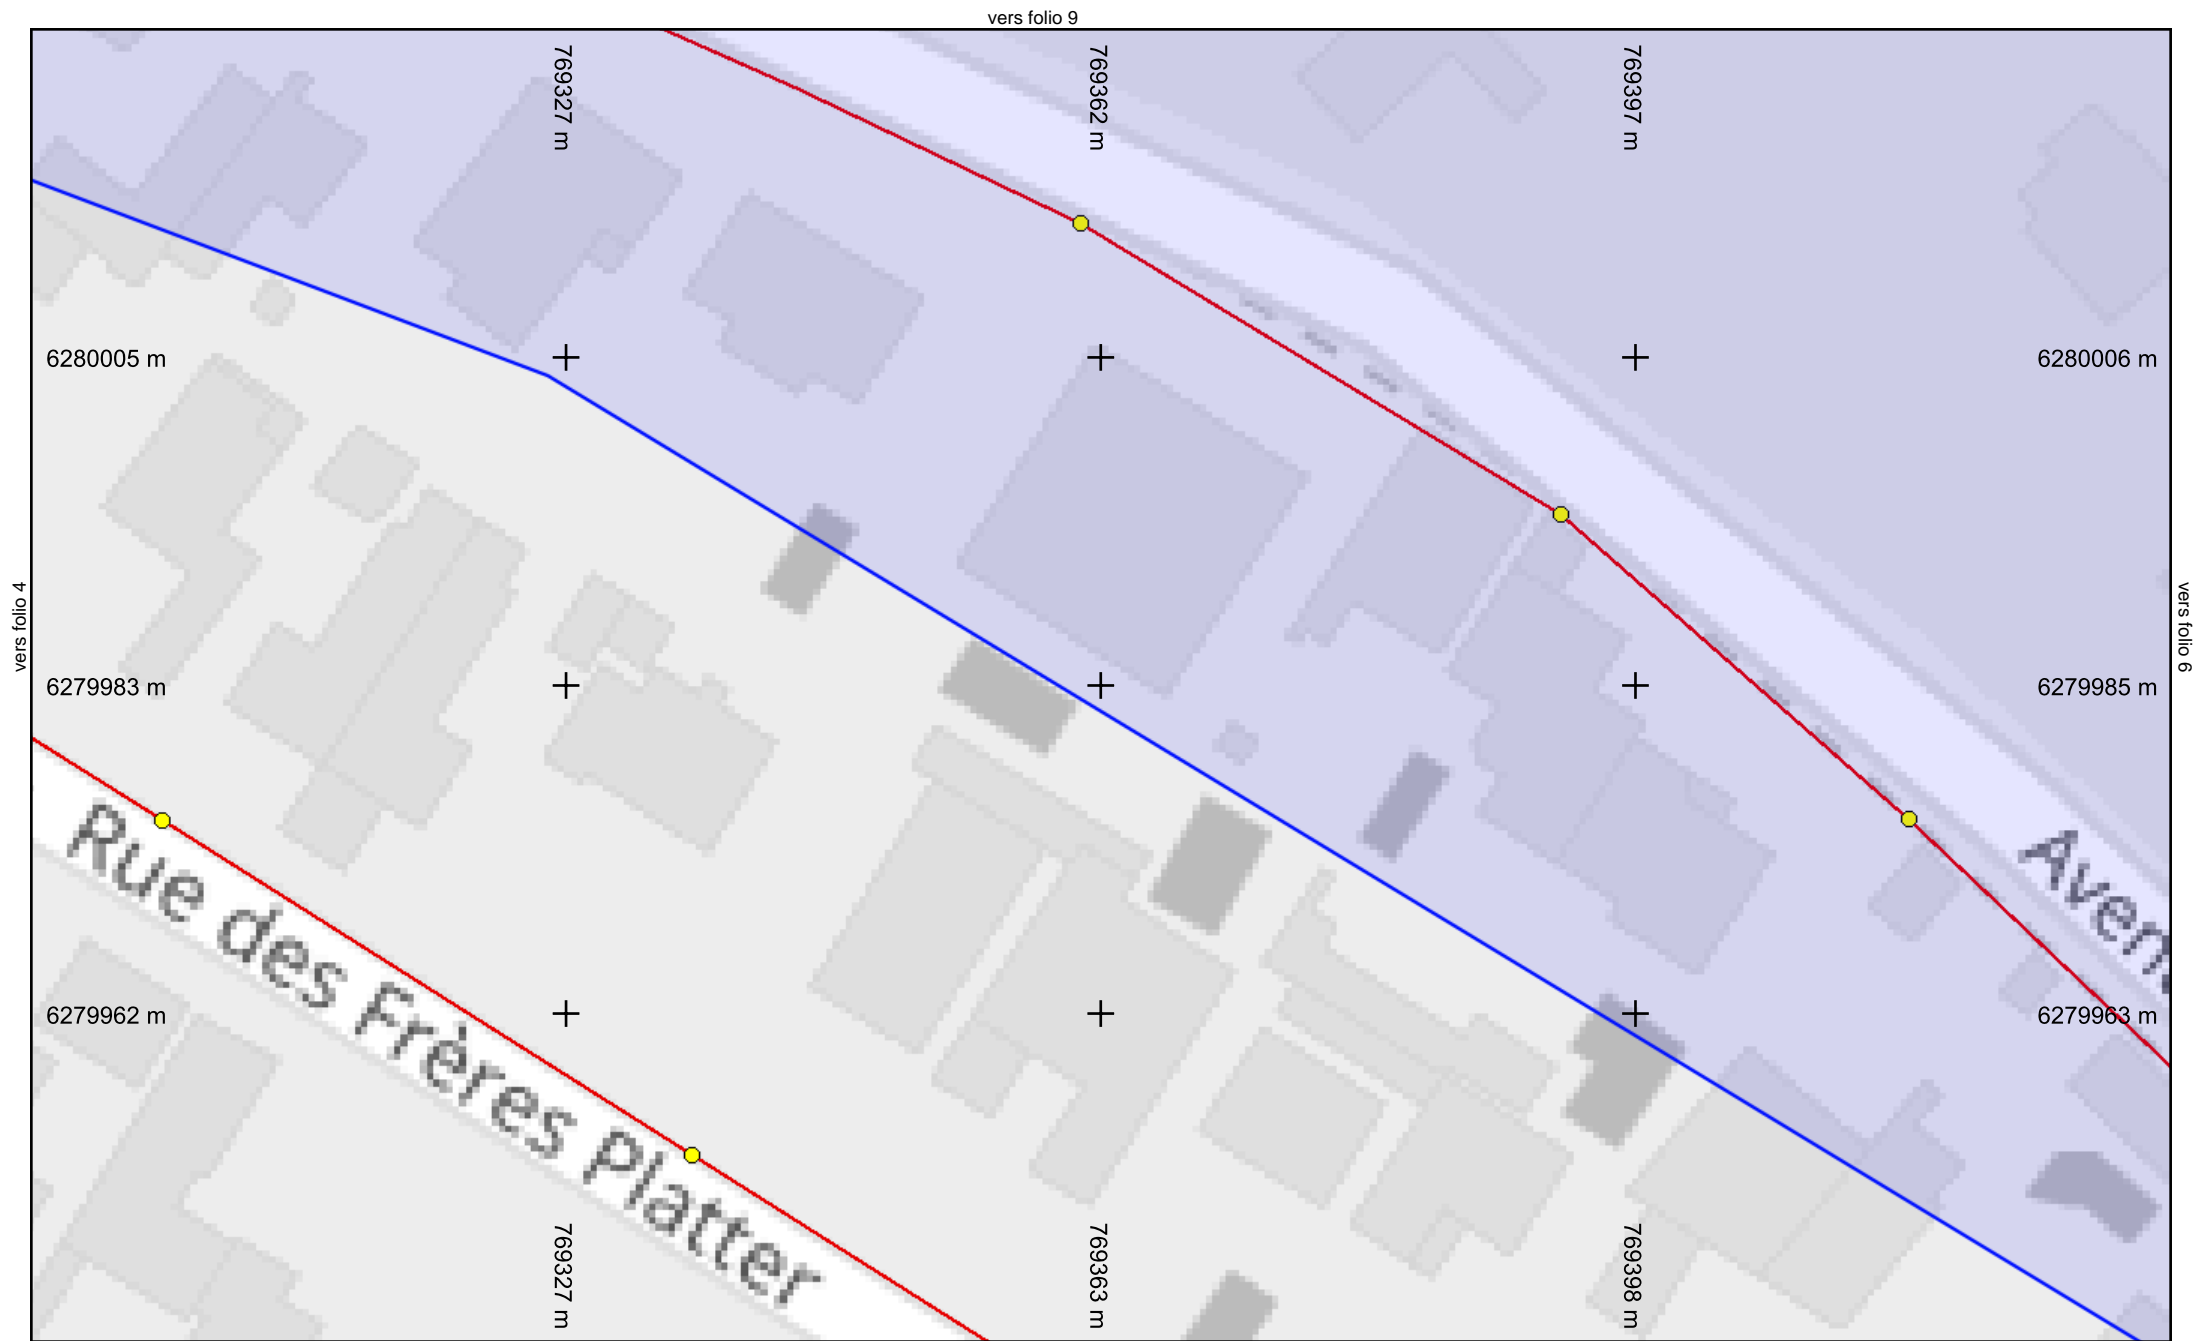 vers folio 9
769327 m
769362 m
769397 m
6280005 m
6280006 m
vers folio 4
vers folio 6
6279983 m
6279985 m
Rue des Frères Platter
Aven
6279962 m
6279963 m
769327 m
769363 m
769398 m